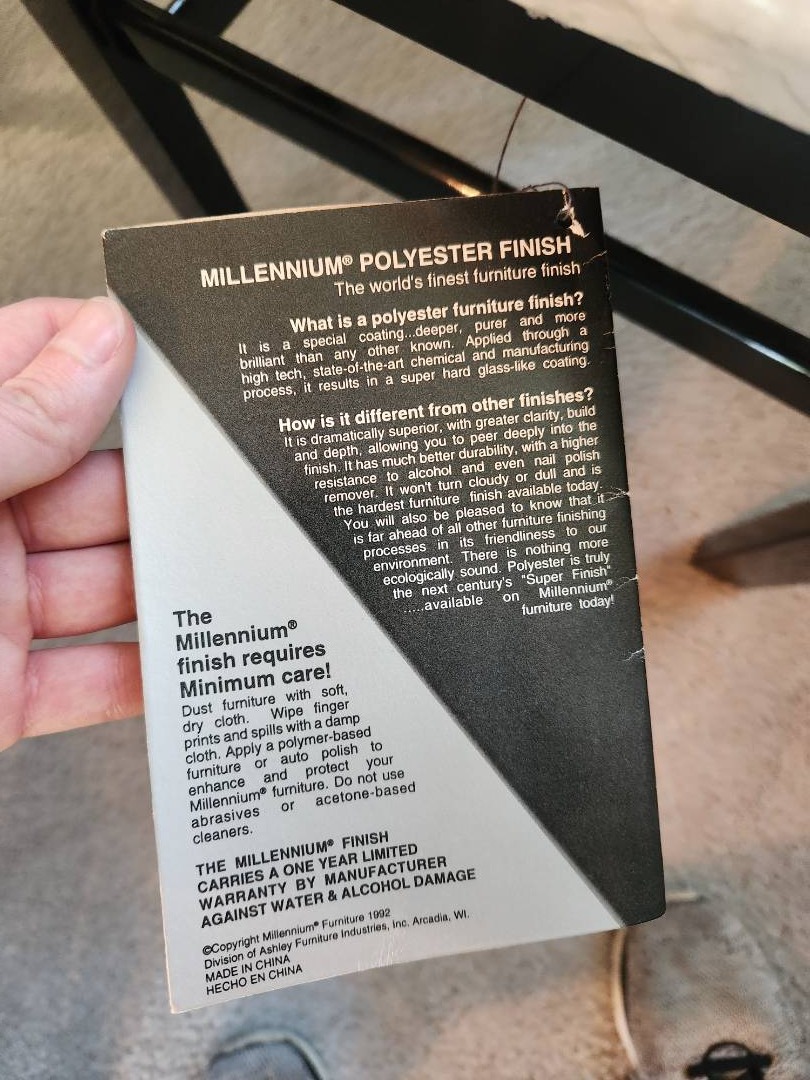 MILLENNIUM® POLYESTER FINISH
The world's finest furniture finish
What is a polyester furniture finish?
It is a special coating...deeper, purer and more
brilliant than any other known. Applied through a
high tech, state-of-the-art chemical and manufacturing
process, it results in a super hard glass-like coating.
How is it different from other finishes?
It is dramatically superior, with greater clarity, build
and depth, allowing you to peer deeply into the
finish. It has much better durability, with a higher
resistance to alcohol and even nail polish
remover. It won't turn cloudy or dull and is
the hardest furniture finish available today.
You will also be pleased to know that it
is far ahead of all other furniture finishing
processes in its friendliness to our
environment. There is nothing more
ecologically sound. Polyester is truly
the next century's "Super Finish"
.....available on Millennium®
furniture today!
The
Millennium®
finish requires
Minimum care!
Dust furniture with soft,
dry cloth. Wipe finger
prints and spills with a damp
cloth. Apply a polymer-based
furniture or auto polish to
enhance and protect your
Millennium® furniture. Do not use
abrasives or acetone-based
cleaners.
THE MILLENNIUM® FINISH
CARRIES A ONE YEAR LIMITED
WARRANTY BY MANUFACTURER
AGAINST WATER & ALCOHOL DAMAGE
©Copyright Millennium® Furniture 1992
Division of Ashley Furniture Industries, Inc. Arcadia, WI.
MADE IN CHINA
HECHO EN CHINA